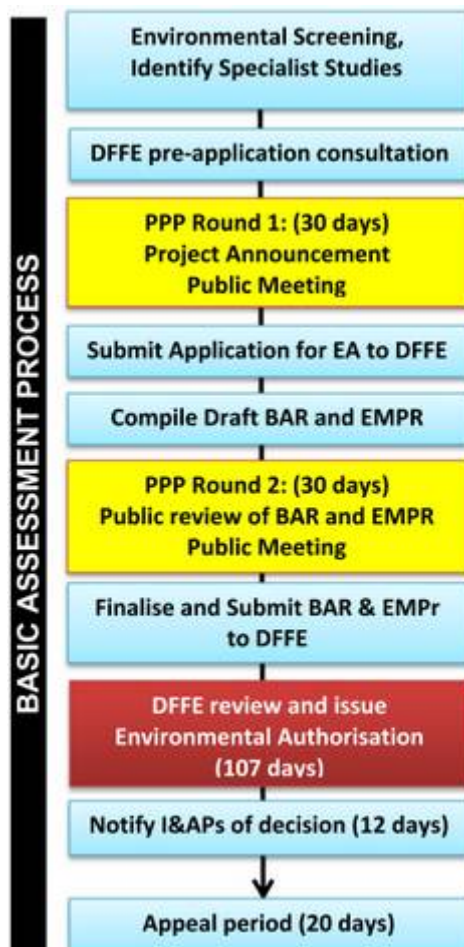 BASIC ASSESSMENT PROCESS
Environmental Screening,
Identify Specialist Studies
DFFE pre-application consultation
PPP Round 1: (30 days)
Project Announcement
Public Meeting
Submit Application for EA to DFFE
Compile Draft BAR and EMPR
PPP Round 2: (30 days)
Public review of BAR and EMPR
Public Meeting
Finalise and Submit BAR & EMPr
to DFFE
DFFE review and issue
Environmental Authorisation
(107 days)
Notify I&APs of decision (12 days)
Appeal period (20 days)